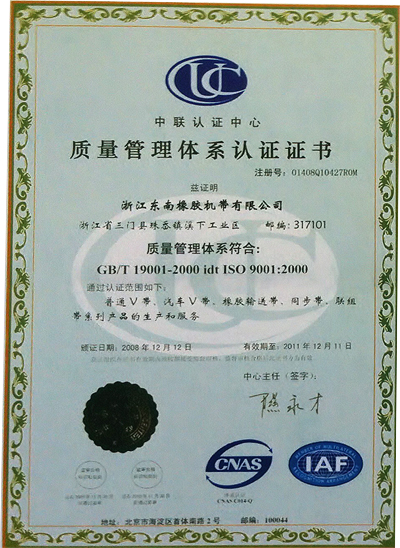 UC
中联认证中心
质量管理体系认证证书
注册号：01408Q10427R0M
兹证明
浙江东南橡胶机带有限公司
浙江省三门县珠岙镇溪下工业区 邮编：317101
质量管理体系符合：
GB/T 19001-2000 idt ISO 9001:2000
通过认证范围如下：
普通V带、汽车V带、橡胶输送带、同步带、联组
带系列产品的生产和服务
颁证日期：2008年12月12日 有效期至：2011年12月11日
中心主任（签字）：
CNAS
CNAS C014-Q
IAF
地址：北京市海淀区首体南路2号 邮编：100044